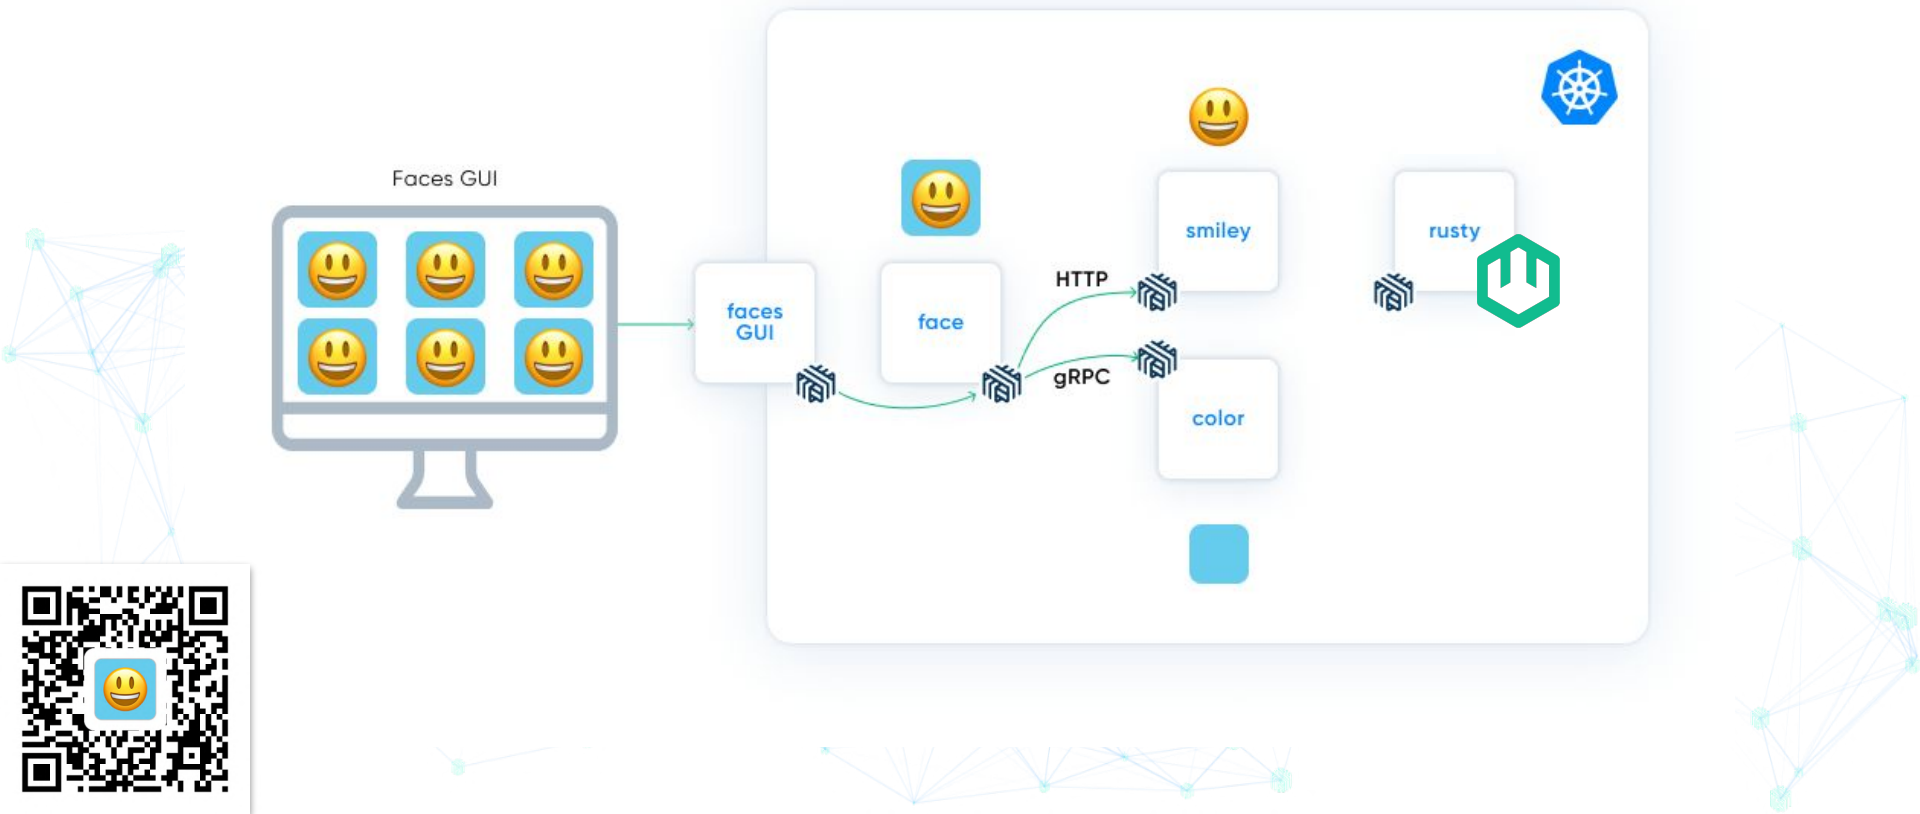 Faces GUI
faces
GUI
face
HTTP
gRPC
smiley
color
rusty